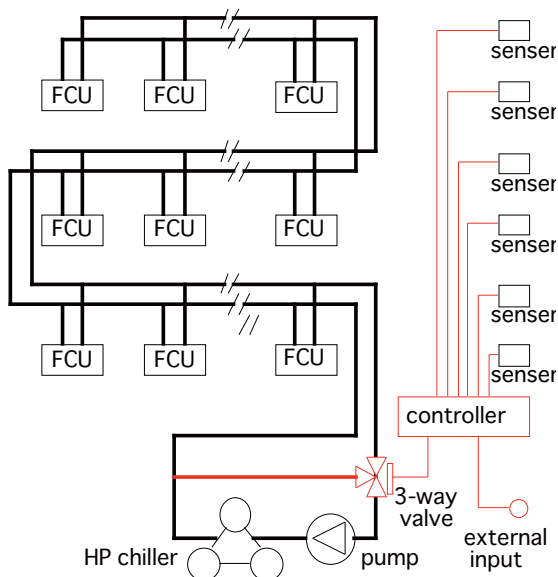 senser
FCU
FCU
FCU
senser
senser
FCU
FCU
FCU
senser
senser
FCU
FCU
FCU
senser
controller
3-way
valve
HP chiller
pump
external
input